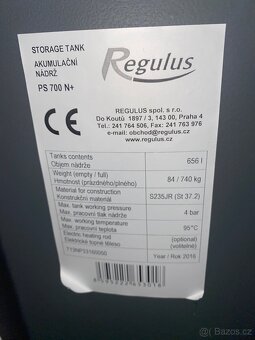 STORAGE TANK
AKUMULAČNÍ
NÁDRŽ
PS 700 N+
Regulus
REGULUS spol. s r.o.
Do Koutů 1897 / 3, 143 00, Praha 4
Tel: 241 764 506, Fax: 241 763 976
e-mail: obchod@regulus.cz
www.regulus.cz
CE
Tanks contents
Objem nádrže 656 l
Weight (empty / full)
Hmotnost (prázdného/plného) 84 / 740 kg
Material for construction
Konstrukční materiál S235JR (St 37.2)
Max. tank working pressure
Max. pracovní tlak nádrže 4 bar
Max. working temperature
Max. pracovní teplota 95°C
Electric heating rod (optional)
Elektrické topné těleso (volitelné)
Year / Rok 2016
bazos.cz